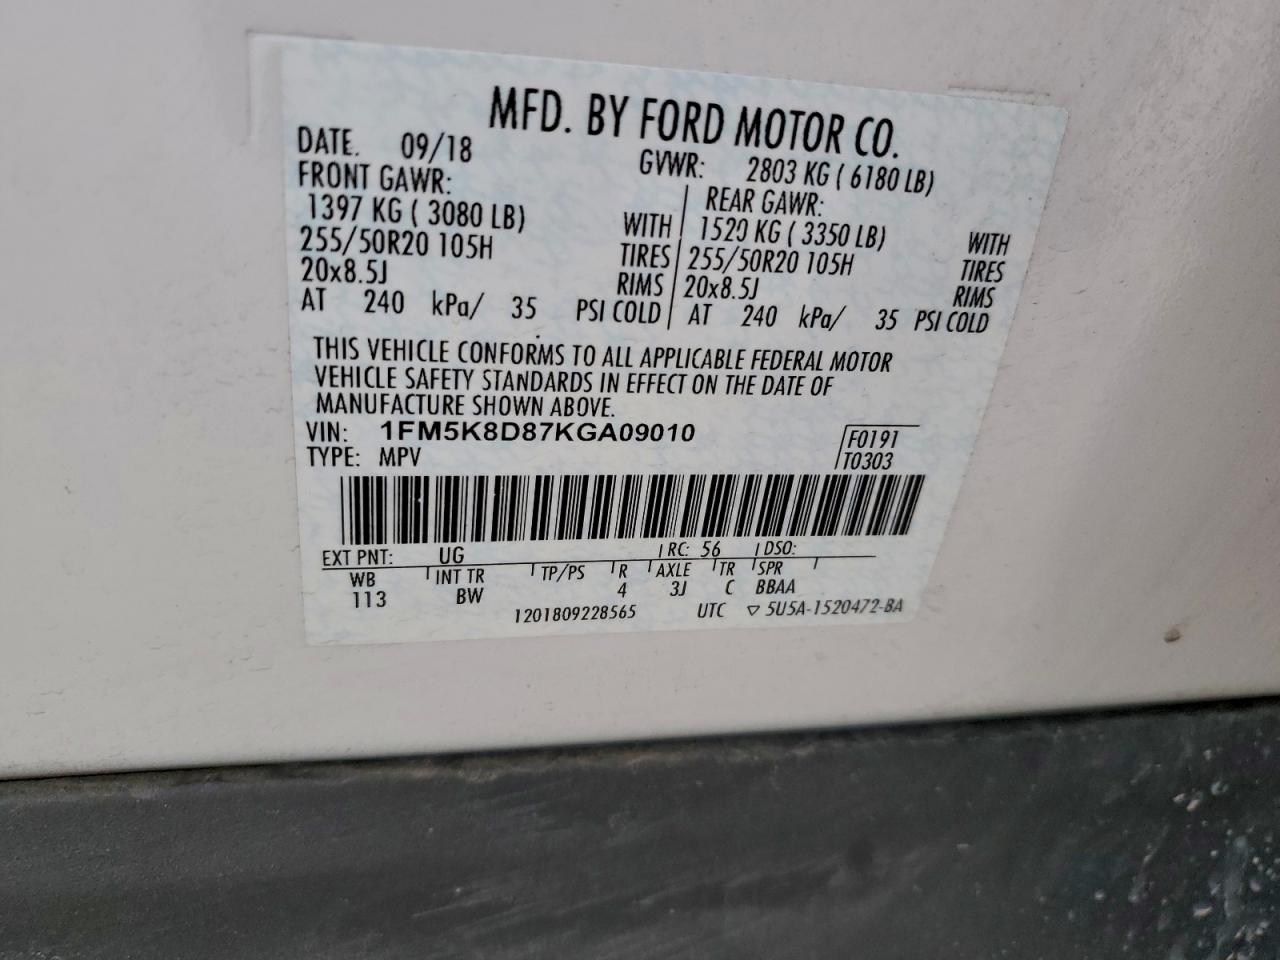 MFD. BY FORD MOTOR CO.
DATE. 09/18 GVWR: 2803 KG ( 6180 LB)
FRONT GAWR: REAR GAWR:
1397 KG ( 3080 LB) WITH 1520 KG ( 3350 LB) WITH
255/50R20 105H TIRES 255/50R20 105H TIRES
20x8.5J RIMS 20x8.5J RIMS
AT 240 kPa/ 35 PSI COLD AT 240 kPa/ 35 PSI COLD
THIS VEHICLE CONFORMS TO ALL APPLICABLE FEDERAL MOTOR
VEHICLE SAFETY STANDARDS IN EFFECT ON THE DATE OF
MANUFACTURE SHOWN ABOVE.
VIN: 1FM5K8D87KGA09010 F0191
TYPE: MPV T0303
EXT PNT: UG RC: 56 DSO:
WB INT TR TP/PS R AXLE TR SPR
113 BW 4 3J C BBAA
1201809228565 UTC ▽ 5U5A-1520472-BA